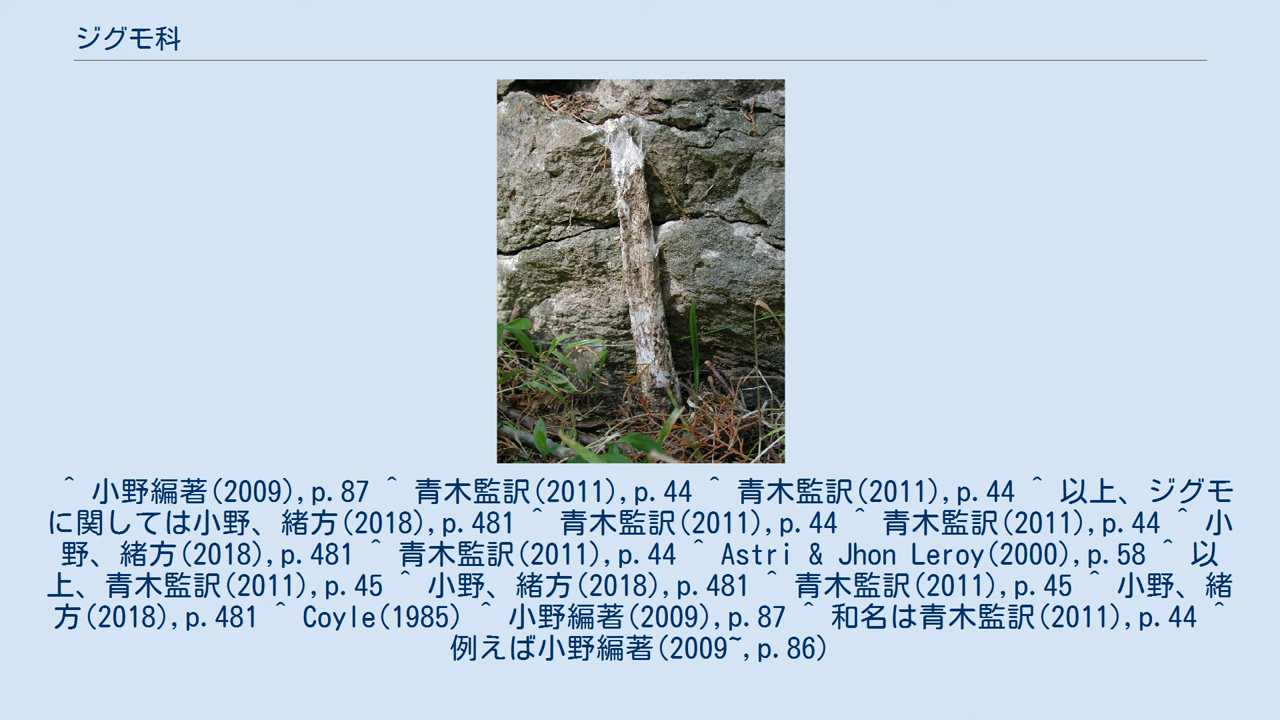 ジグモ科
^ 小野編著(2009),p.87 ^ 青木監訳(2011),p.44 ^ 青木監訳(2011),p.44 ^ 以上、ジグモ
に関しては小野、緒方(2018),p.481 ^ 青木監訳(2011),p.44 ^ 青木監訳(2011),p.44 ^ 小
野、緒方(2018),p.481 ^ 青木監訳(2011),p.44 ^ Astri & Jhon Leroy(2000),p.58 ^ 以
上、青木監訳(2011),p.45 ^ 小野、緒方(2018),p.481 ^ 青木監訳(2011),p.45 ^ 小野、緒
方(2018),p.481 ^ Coyle(1985) ^ 小野編著(2009),p.87 ^ 和名は青木監訳(2011),p.44 ^
例えば小野編著(2009~,p.86)